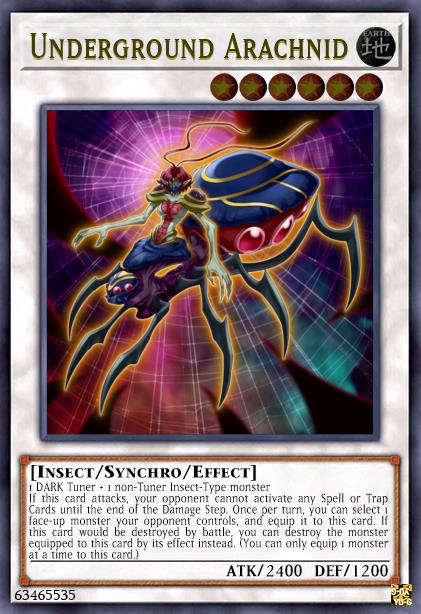 Underground Arachnid
EARTH
地
[Insect/Synchro/Effect]
1 DARK Tuner + 1 non-Tuner Insect-Type monster
If this card attacks, your opponent cannot activate any Spell or Trap
Cards until the end of the Damage Step. Once per turn, you can select 1
face-up monster your opponent controls, and equip it to this card. If
this card would be destroyed by battle, you can destroy the monster
equipped to this card by its effect instead. (You can only equip 1 monster
at a time to this card.)
ATK/2400 DEF/1200
63465535